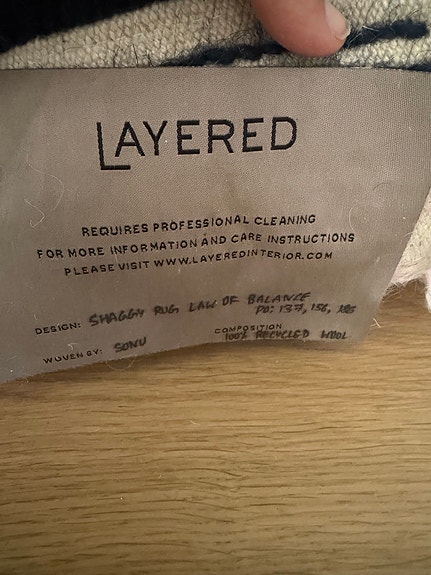 LAYERED
REQUIRES PROFESSIONAL CLEANING
FOR MORE INFORMATION AND CARE INSTRUCTIONS
PLEASE VISIT WWW.LAYEREDINTERIOR.COM
DESIGN: SHAGGY RUG LAW OF BALANCE
PO: 137, 156,
COMPOSITION
WOVEN BY: SONU 100% RECYCLED WOOL